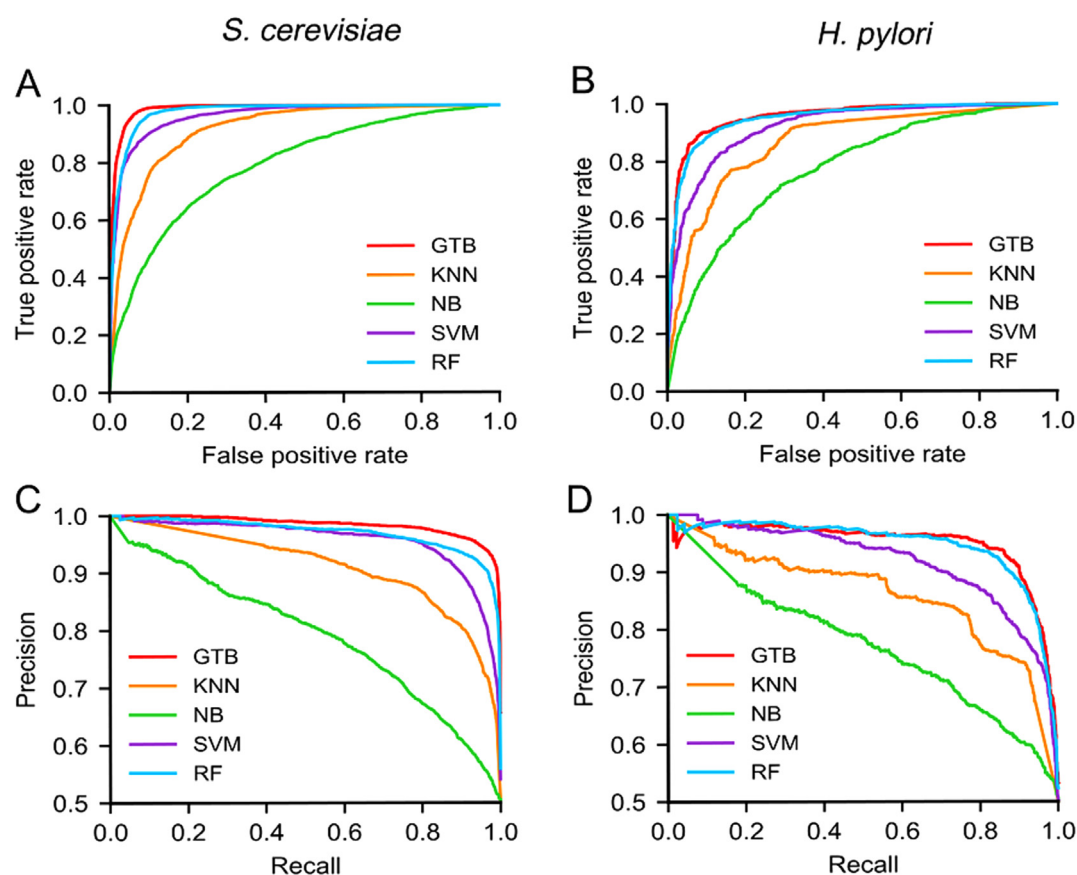 S. cerevisiae
H. pylori
A
1.0
0.8
0.6
0.4
0.2
0.0
True positive rate
GTB
KNN
NB
SVM
RF
0.0 0.2 0.4 0.6 0.8 1.0
False positive rate
B
1.0
0.8
0.6
0.4
0.2
0.0
True positive rate
GTB
KNN
NB
SVM
RF
0.0 0.2 0.4 0.6 0.8 1.0
False positive rate
C
1.0
0.9
0.8
0.7
0.6
0.5
Precision
GTB
KNN
NB
SVM
RF
0.0 0.2 0.4 0.6 0.8 1.0
Recall
D
1.0
0.9
0.8
0.7
0.6
0.5
Precision
GTB
KNN
NB
SVM
RF
0.0 0.2 0.4 0.6 0.8 1.0
Recall